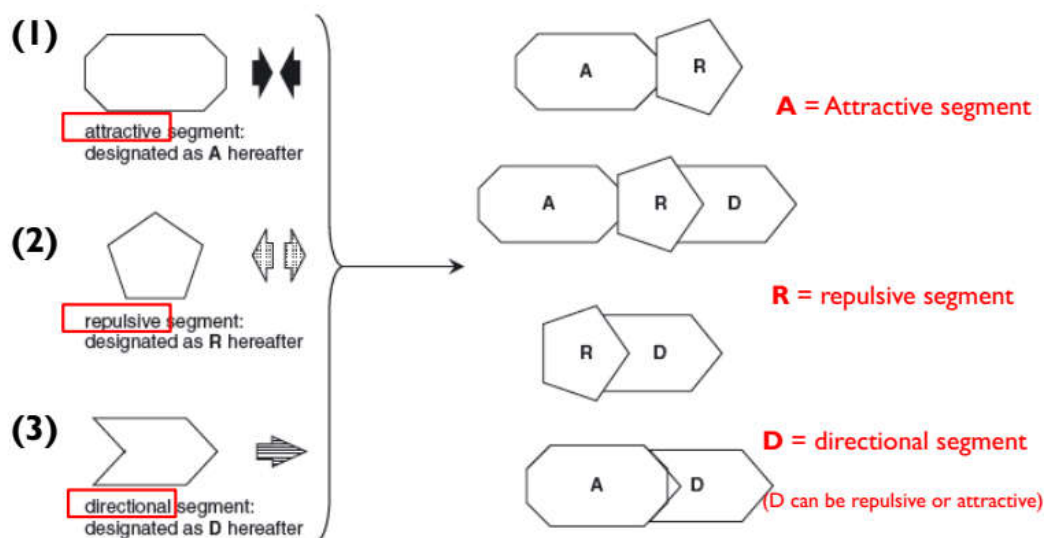 (1)
attractive segment:
designated as A hereafter
(2)
repulsive segment:
designated as R hereafter
(3)
directional segment:
designated as D hereafter
A R
A = Attractive segment
A R D
R = repulsive segment
R D
D = directional segment
A D
(D can be repulsive or attractive)